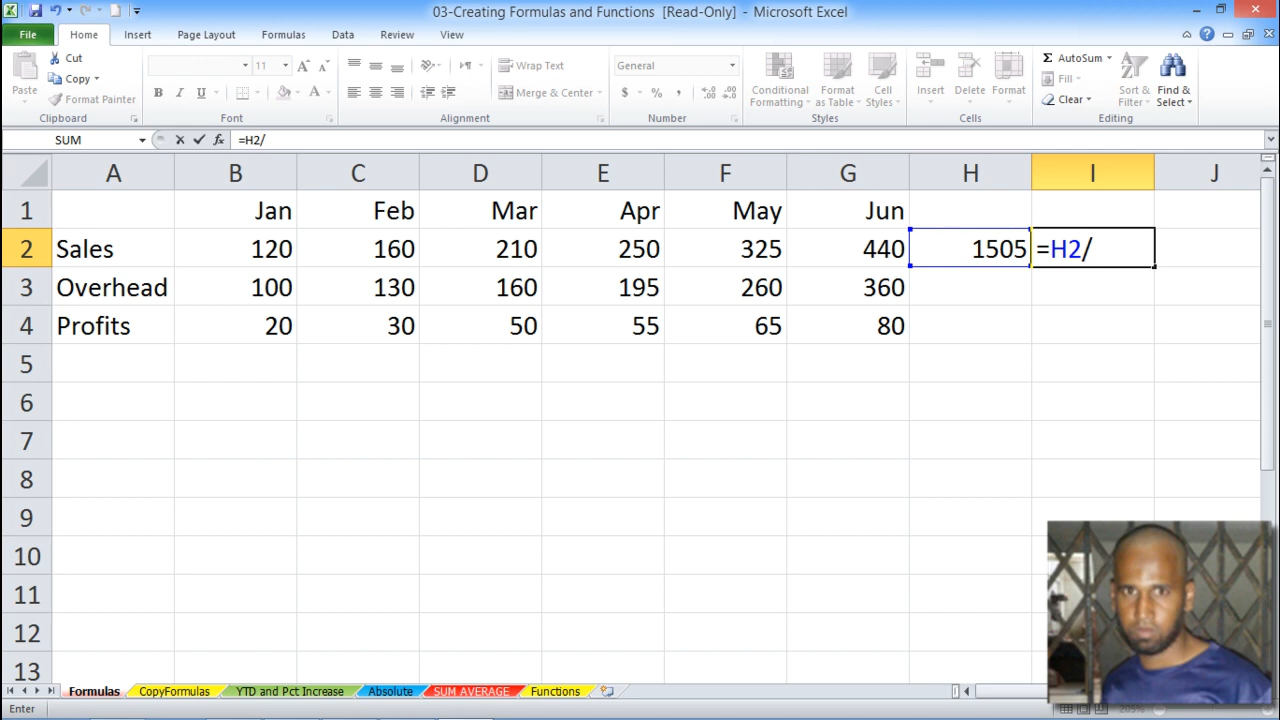 03-Creating Formulas and Functions [Read-Only] - Microsoft Excel
File Home Insert Page Layout Formulas Data Review View
Cut
Copy
Format Painter
Paste
Clipboard
11
Font
Wrap Text
Merge & Center
Alignment
General
Number
Conditional Formatting
Format as Table
Cell Styles
Styles
Insert
Delete
Format
Cells
AutoSum
Fill
Clear
Sort & Filter
Find & Select
Editing
SUM =H2/
A B C D E F G H I J
1 Jan Feb Mar Apr May Jun
2 Sales 120 160 210 250 325 440 1505 =H2/
3 Overhead 100 130 160 195 260 360
4 Profits 20 30 50 55 65 80
5
6
7
8
9
10
11
12
13
Formulas CopyFormulas YTD and Pct Increase Absolute SUM AVERAGE Functions
Enter